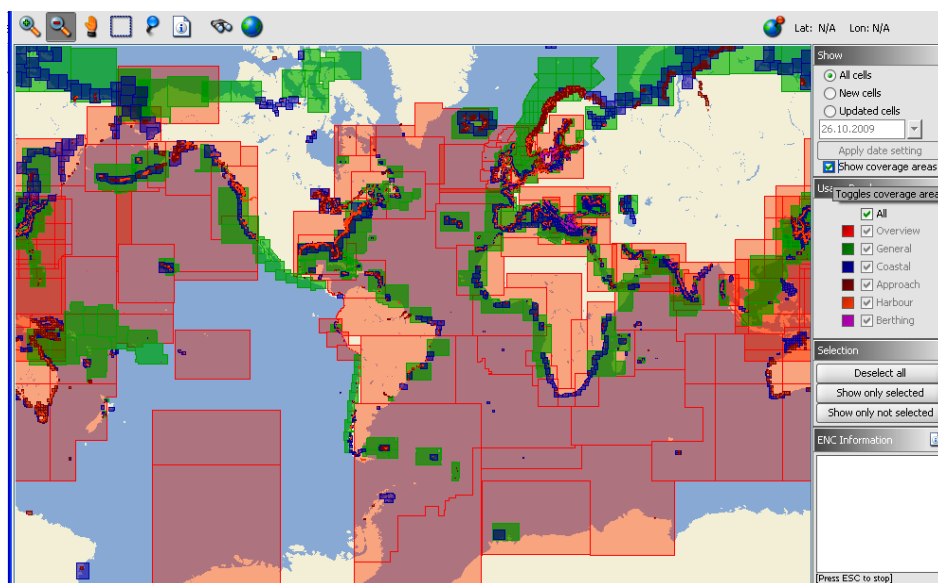 Lat: N/A Lon: N/A
Show
All cells
New cells
Updated cells
26.10.2009
Apply date setting
Show coverage areas
Toggles coverage area
All
Overview
General
Coastal
Approach
Harbour
Berthing
Selection
Deselect all
Show only selected
Show only not selected
ENC Information
[Press ESC to stop]